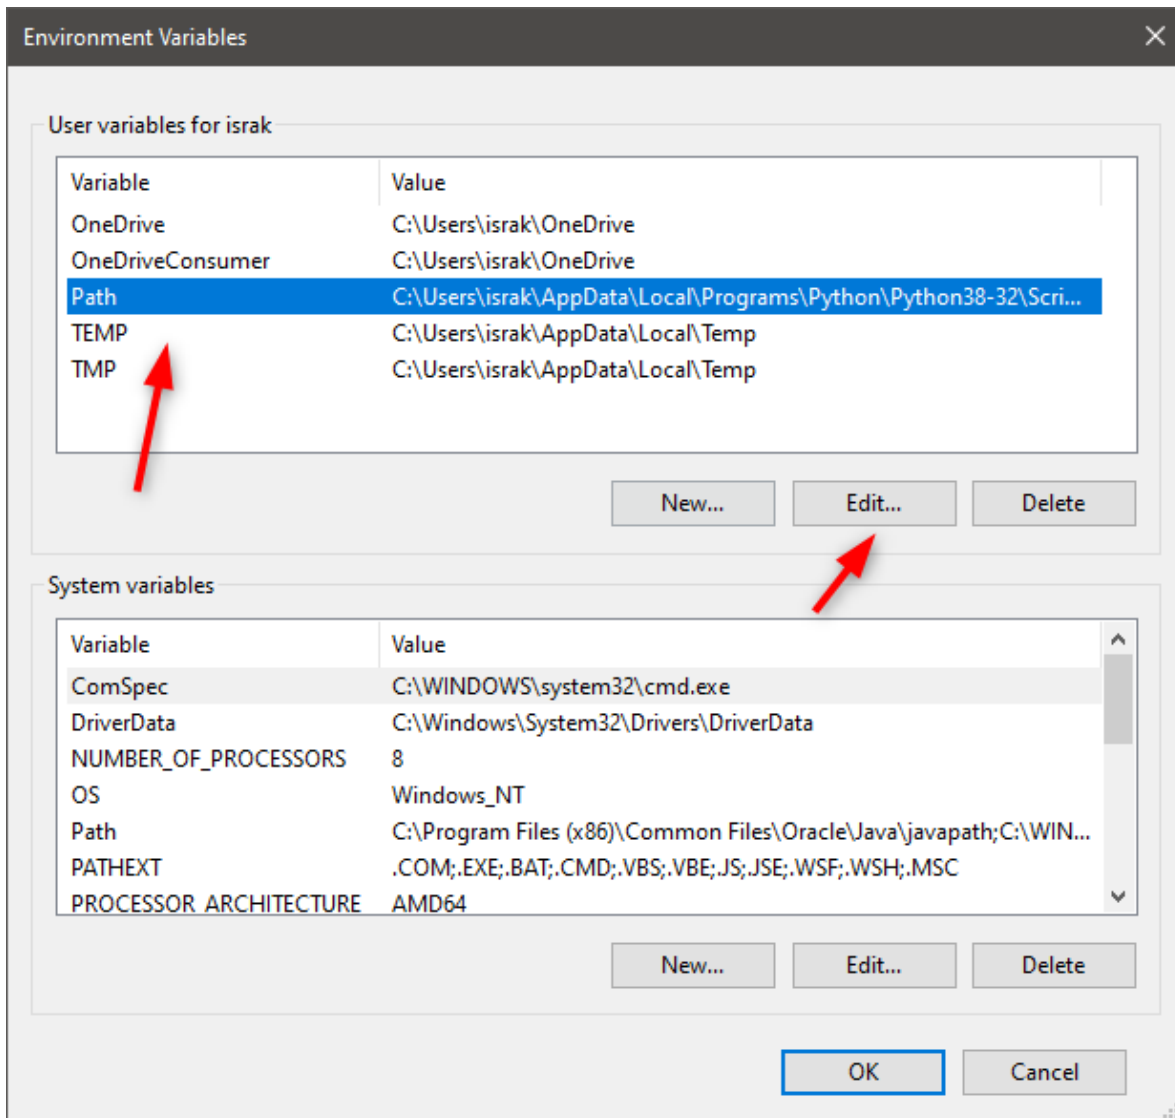 Environment Variables
User variables for israk
Variable Value
OneDrive C:\Users\israk\OneDrive
OneDriveConsumer C:\Users\israk\OneDrive
Path C:\Users\israk\AppData\Local\Programs\Python\Python38-32\Scri...
TEMP C:\Users\israk\AppData\Local\Temp
TMP C:\Users\israk\AppData\Local\Temp
New... Edit... Delete
System variables
Variable Value
ComSpec C:\WINDOWS\system32\cmd.exe
DriverData C:\Windows\System32\Drivers\DriverData
NUMBER_OF_PROCESSORS 8
OS Windows_NT
Path C:\Program Files (x86)\Common Files\Oracle\Java\javapath;C:\WIN...
PATHEXT .COM;.EXE;.BAT;.CMD;.VBS;.VBE;.JS;.JSE;.WSF;.WSH;.MSC
PROCESSOR_ARCHITECTURE AMD64
New... Edit... Delete
OK Cancel